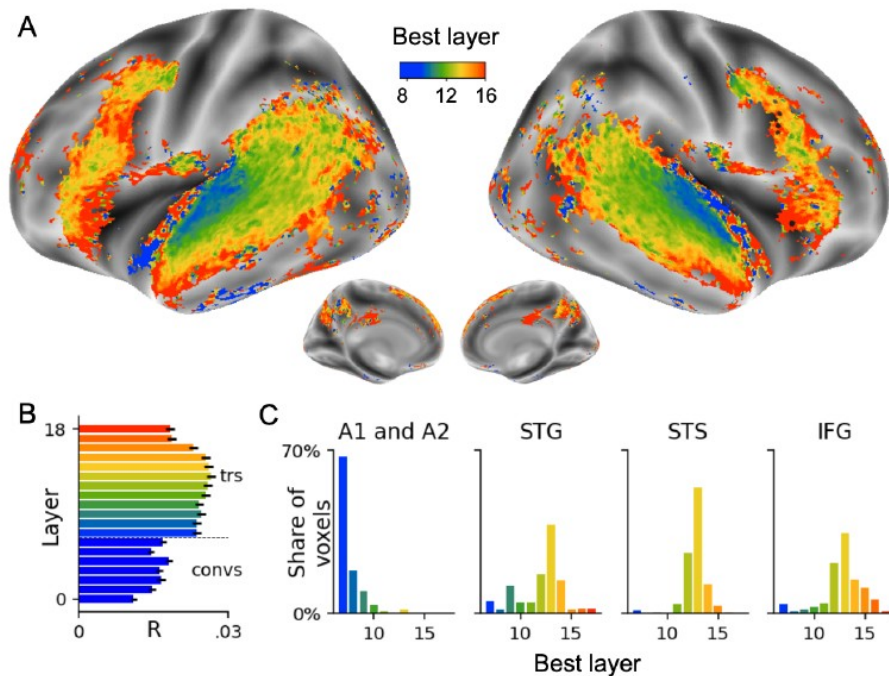 A
Best layer
8 12 16
B
18
Layer
0
trs
convs
0 .03
R
C
A1 and A2 STG STS IFG
70%
Share of
voxels
0%
10 15 10 15 10 15 10 15
Best layer